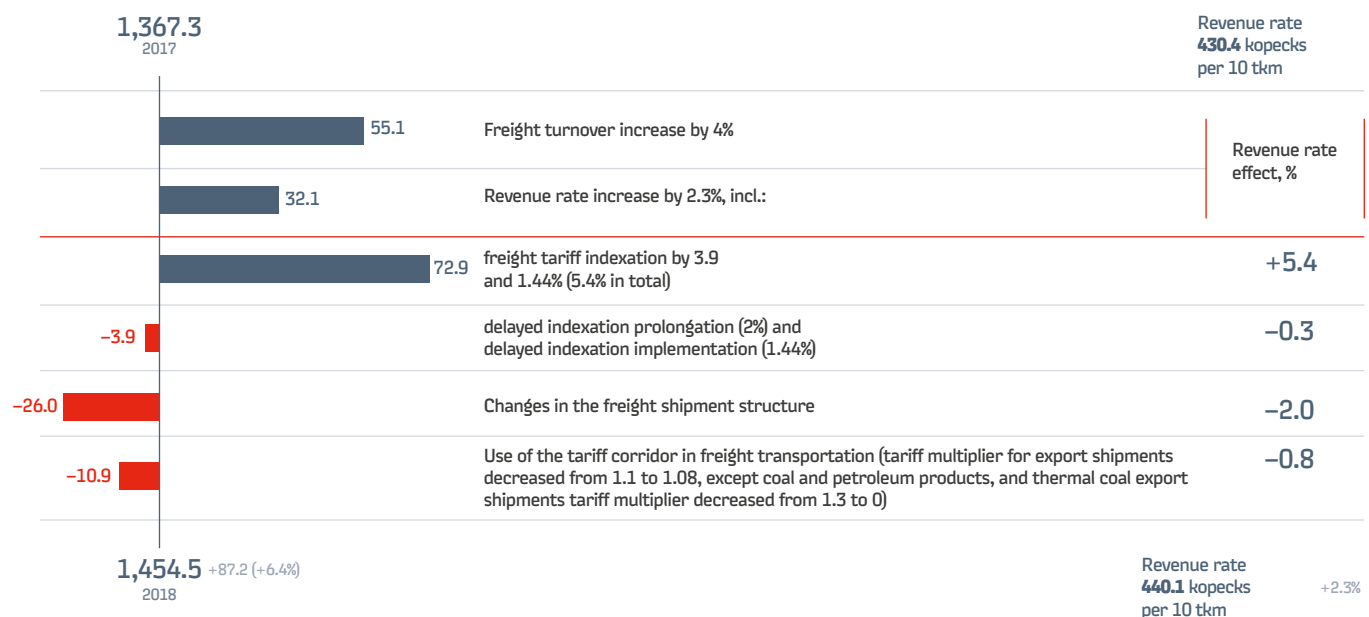 1,367.3
2017
Revenue rate
430.4 kopecks
per 10 tkm
55.1
Freight turnover increase by 4%
Revenue rate
effect, %
32.1
Revenue rate increase by 2.3%, incl.:
72.9
freight tariff indexation by 3.9
and 1.44% (5.4% in total)
+5.4
–3.9
delayed indexation prolongation (2%) and
delayed indexation implementation (1.44%)
–0.3
–26.0
Changes in the freight shipment structure
–2.0
–10.9
Use of the tariff corridor in freight transportation (tariff multiplier for export shipments
decreased from 1.1 to 1.08, except coal and petroleum products, and thermal coal export
shipments tariff multiplier decreased from 1.3 to 0)
–0.8
1,454.5 +87.2 (+6.4%)
2018
Revenue rate
440.1 kopecks
per 10 tkm
+2.3%